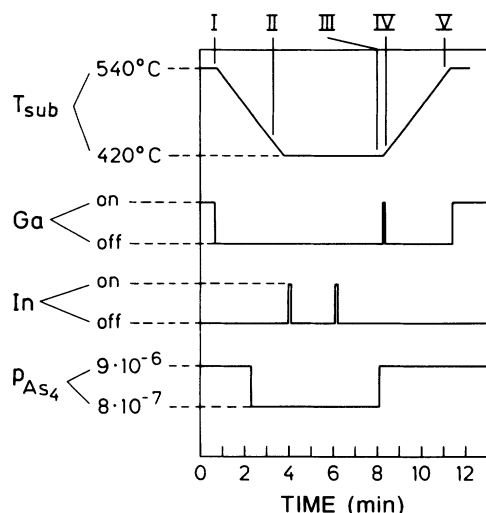 I II III IV V
540°C
T_sub
420°C
on
Ga
off
on
In
off
9·10⁻⁶
p_As₄
8·10⁻⁷
0 2 4 6 8 10 12
TIME (min)